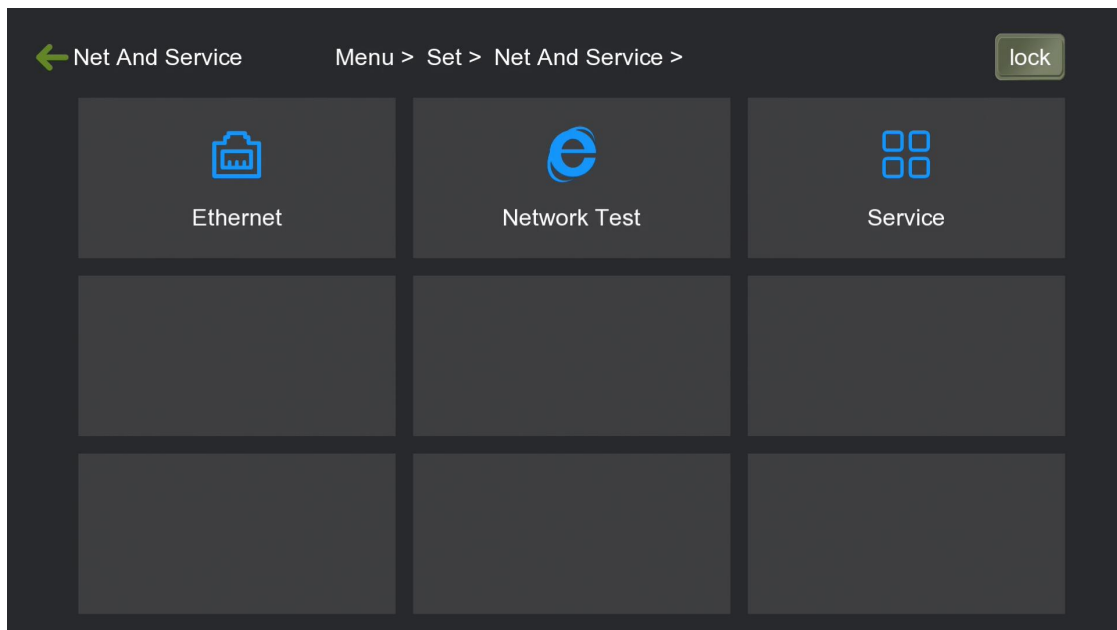 Net And Service Menu > Set > Net And Service > lock
Ethernet Network Test Service